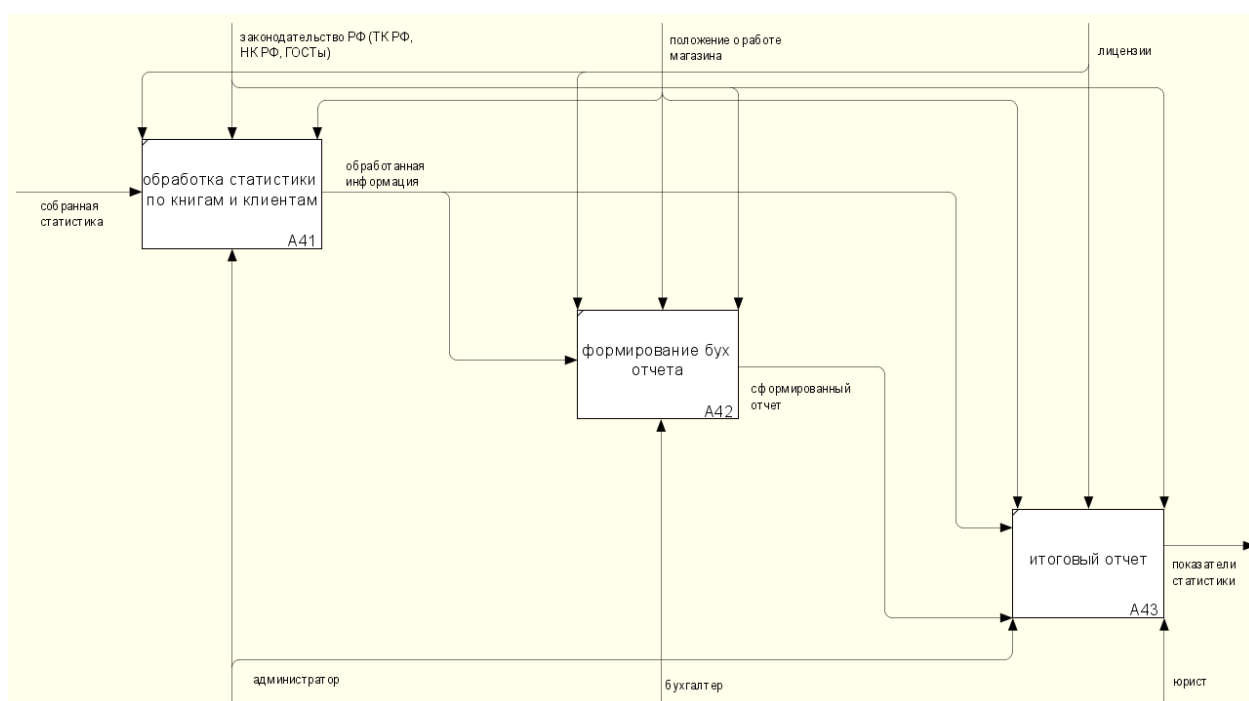 законодательство РФ (ТК РФ,
НК РФ, ГОСТы)
положение о работе
магазина
лицензии
собранная
статистика
обработка статистики
по книгам и клиентам
A41
обработанная
информация
формирование бух
отчета
A42
сформированный
отчет
итоговый отчет
A43
показатели
статистики
администратор
бухгалтер
юрист